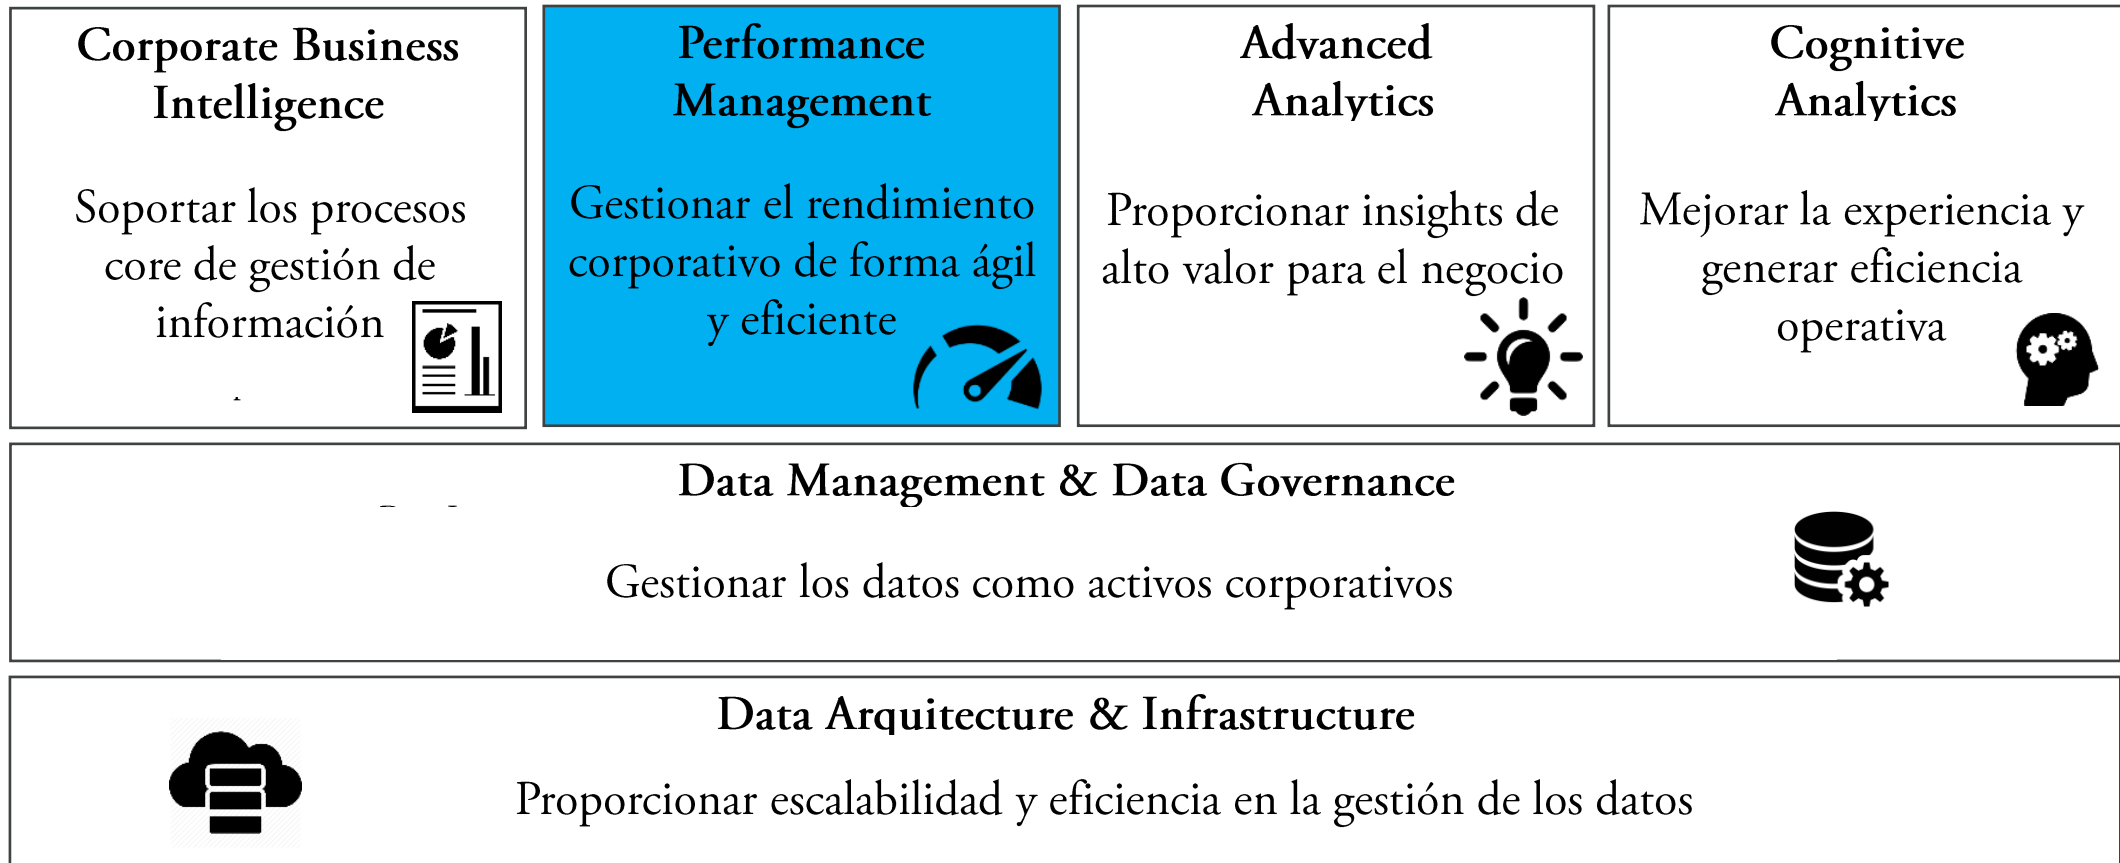 Corporate Business
Intelligence
Soportar los procesos
core de gestión de
información
Performance
Management
Gestionar el rendimiento
corporativo de forma ágil
y eficiente
Advanced
Analytics
Proporcionar insights de
alto valor para el negocio
Cognitive
Analytics
Mejorar la experiencia y
generar eficiencia
operativa
Data Management & Data Governance
Gestionar los datos como activos corporativos
Data Arquitecture & Infrastructure
Proporcionar escalabilidad y eficiencia en la gestión de los datos